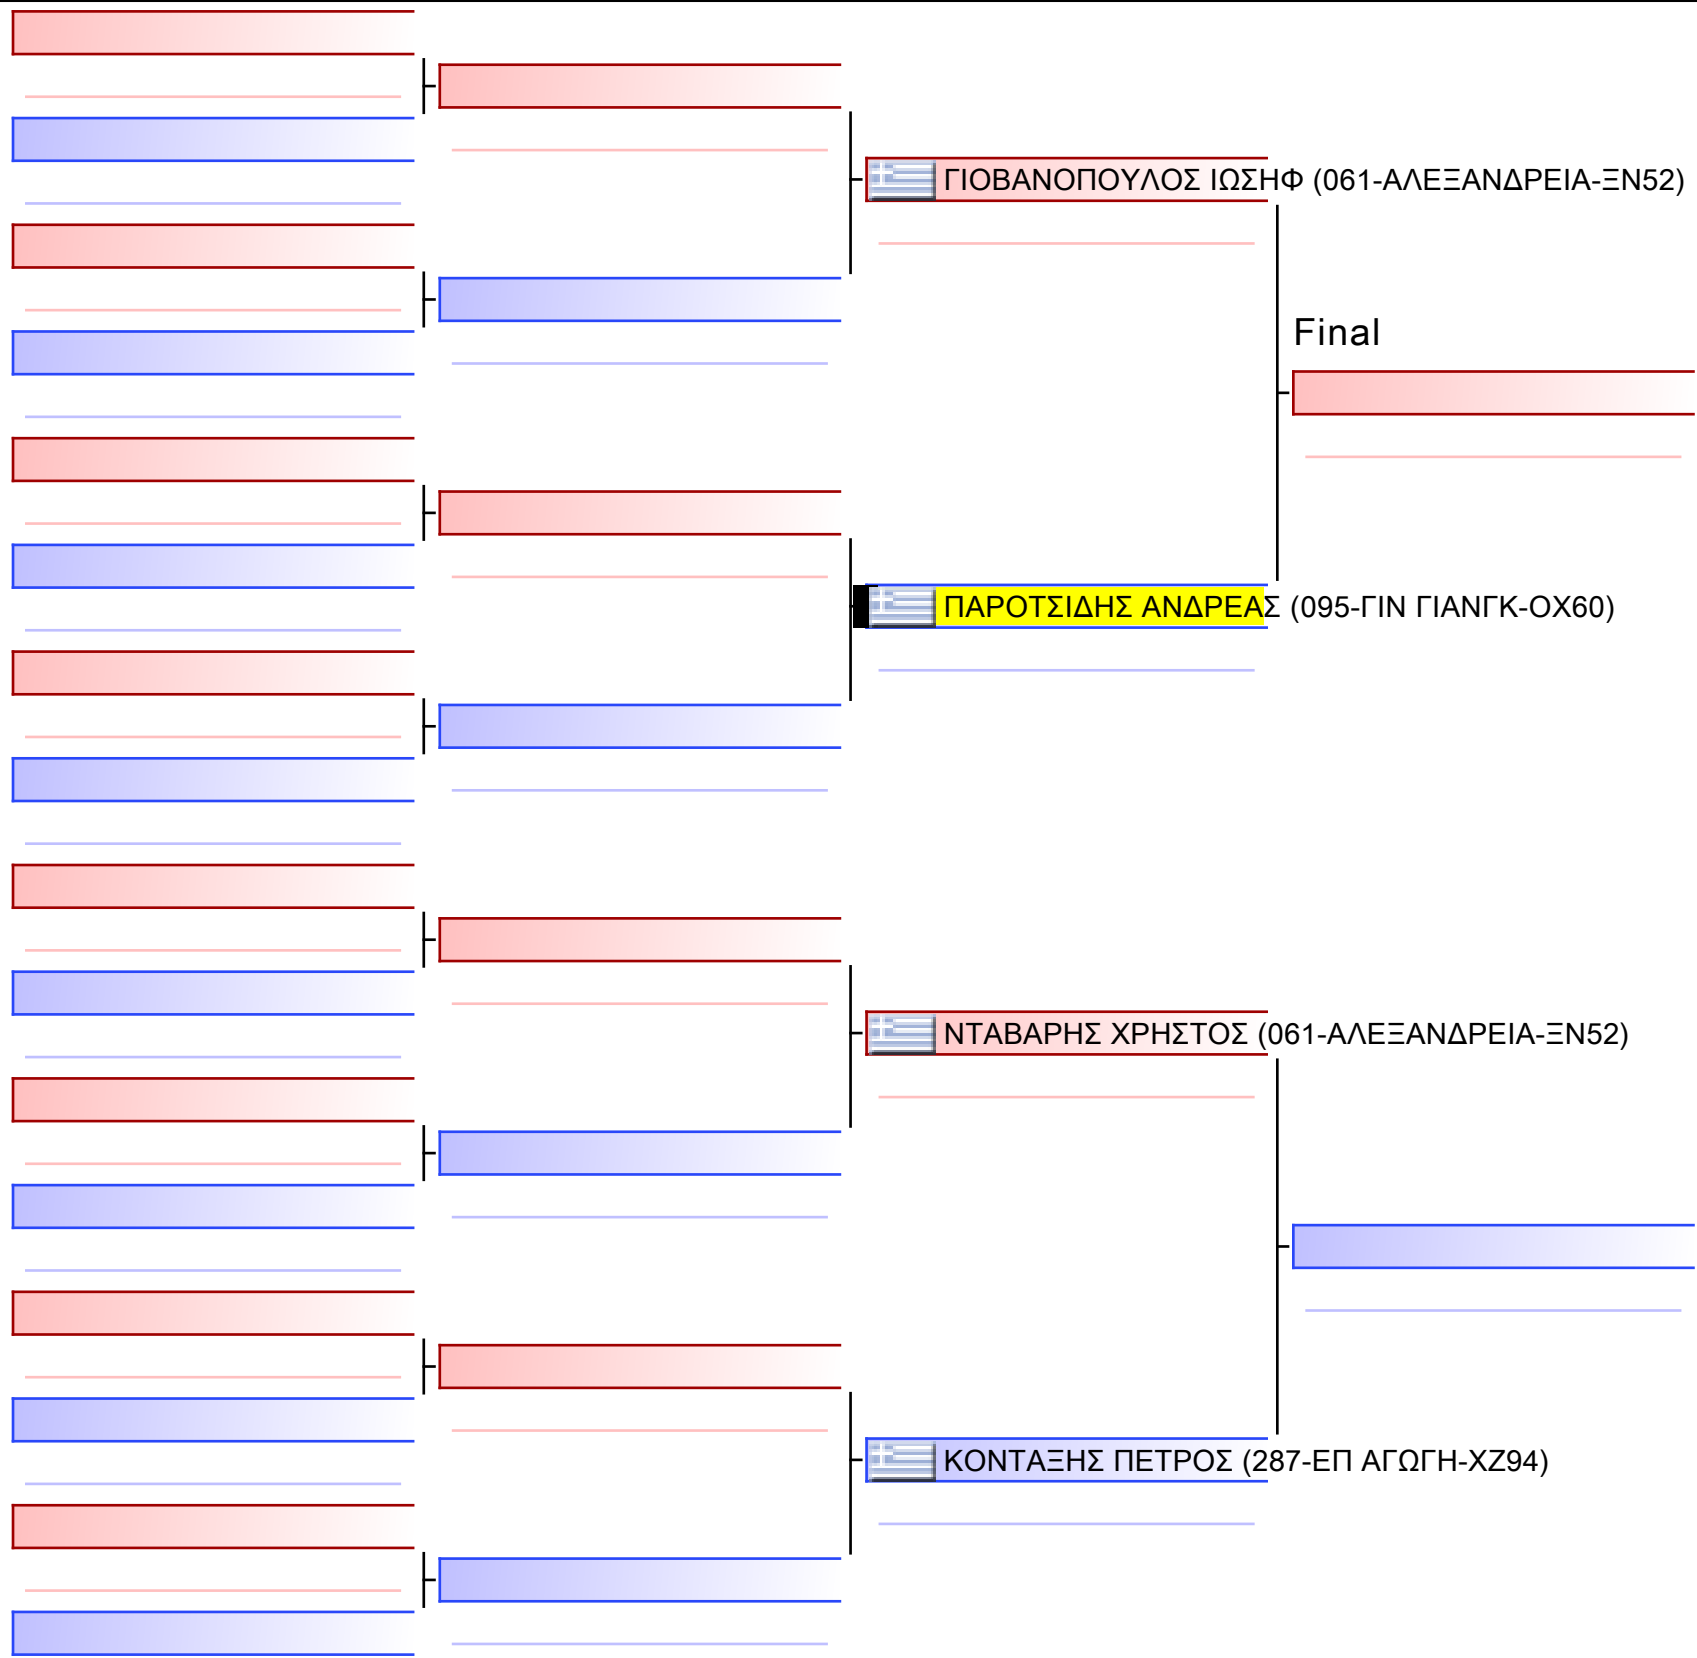 ΓΙΟΒΑΝΟΠΟΥΛΟΣ ΙΩΣΗΦ (061-ΑΛΕΞΑΝΔΡΕΙΑ-ΞΝ52)
Final
ΠΑΡΟΤΣΙΔΗΣ ΑΝΔΡΕΑΣ (095-ΓΙΝ ΓΙΑΝΓΚ-ΟΧ60)
ΝΤΑΒΑΡΗΣ ΧΡΗΣΤΟΣ (061-ΑΛΕΞΑΝΔΡΕΙΑ-ΞΝ52)
ΚΟΝΤΑΞΗΣ ΠΕΤΡΟΣ (287-ΕΠ ΑΓΩΓΗ-ΧΖ94)